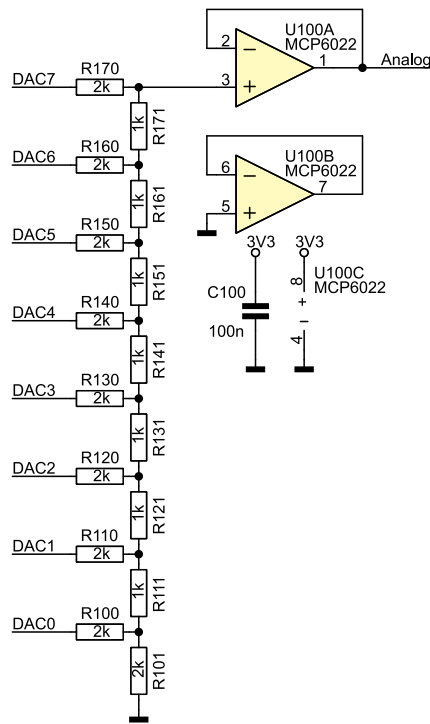 U100A
MCP6022
2
−
3
+
1
Analog
DAC7
R170
2k
1k
R171
DAC6
R160
2k
1k
R161
U100B
MCP6022
6
−
5
+
7
DAC5
R150
2k
1k
R151
3V3
3V3
C100
100n
8
+
−
4
U100C
MCP6022
DAC4
R140
2k
1k
R141
DAC3
R130
2k
1k
R131
DAC2
R120
2k
1k
R121
DAC1
R110
2k
1k
R111
DAC0
R100
2k
2k
R101